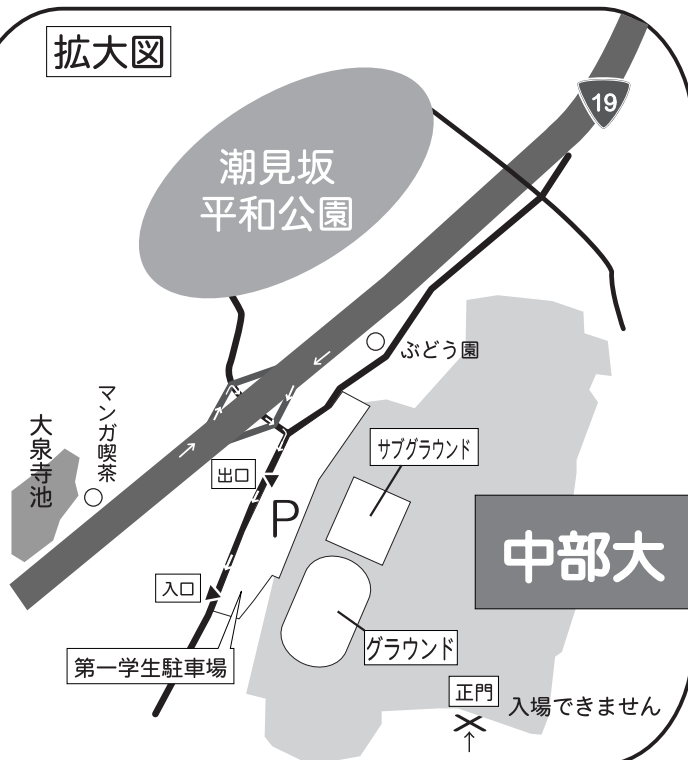 拡大図
19
潮見坂
平和公園
ぶどう園
マンガ喫茶
大泉寺池
サブグラウンド
出口
P
中部大
入口
グラウンド
第一学生駐車場
正門
入場できません